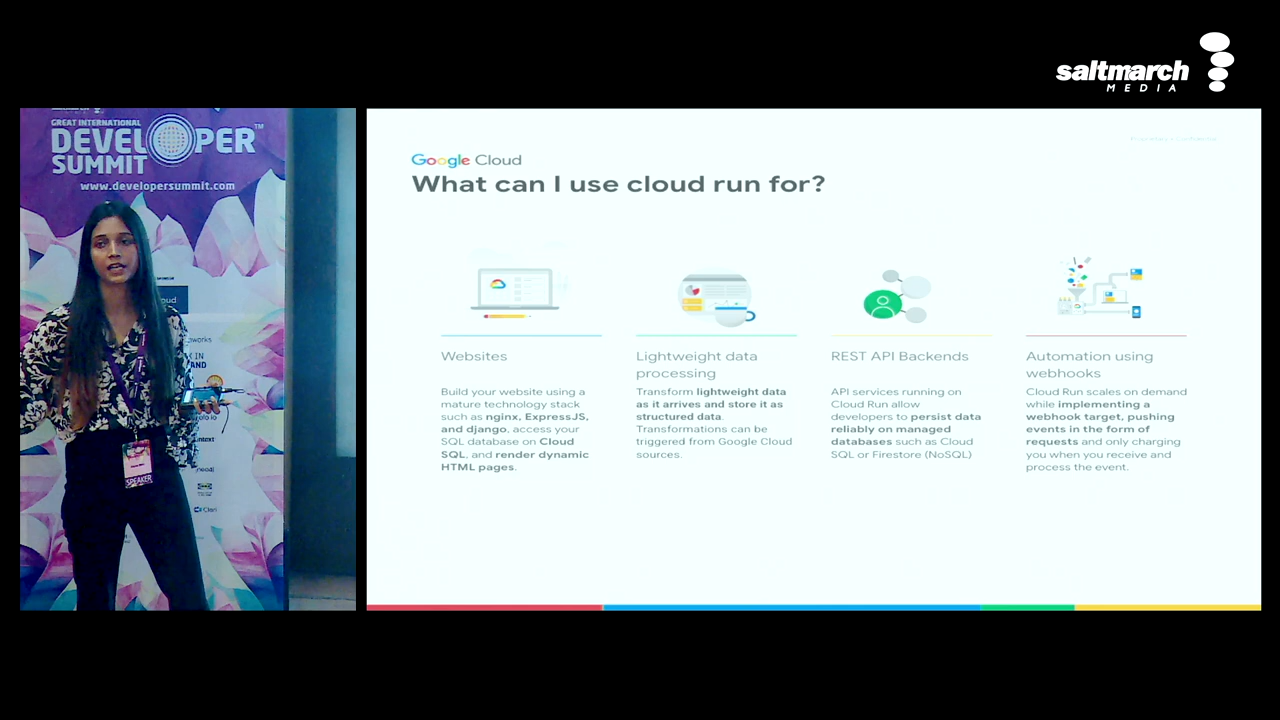 saltmarch
MEDIA
GREAT INTERNATIONAL
DEVELOPER™
SUMMIT
www.developersummit.com
SPEAKER
Google Cloud
What can I use cloud run for?
Websites
Build your website using a
mature technology stack
such as nginx, ExpressJS,
and django, access your
SQL database on Cloud
SQL, and render dynamic
HTML pages.
Lightweight data
processing
Transform lightweight data
as it arrives and store it as
structured data.
Transformations can be
triggered from Google Cloud
sources.
REST API Backends
API services running on
Cloud Run allow
developers to persist data
reliably on managed
databases such as Cloud
SQL or Firestore (NoSQL)
Automation using
webhooks
Cloud Run scales on demand
while implementing a
webhook target, pushing
events in the form of
requests and only charging
you when you receive and
process the event.